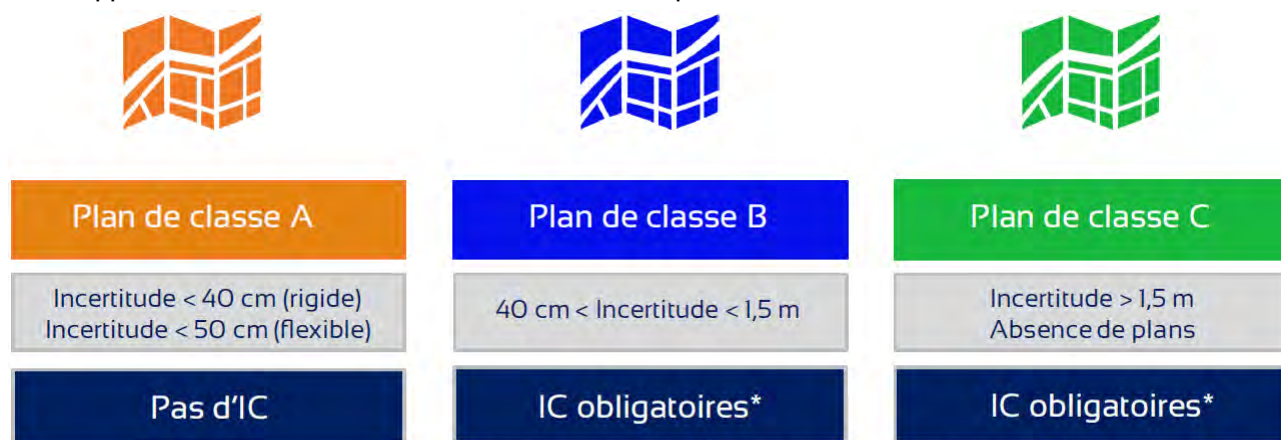 Plan de classe A
Incertitude < 40 cm (rigide)
Incertitude < 50 cm (flexible)
Pas d'IC
Plan de classe B
40 cm < Incertitude < 1,5 m
IC obligatoires*
Plan de classe C
Incertitude > 1,5 m
Absence de plans
IC obligatoires*